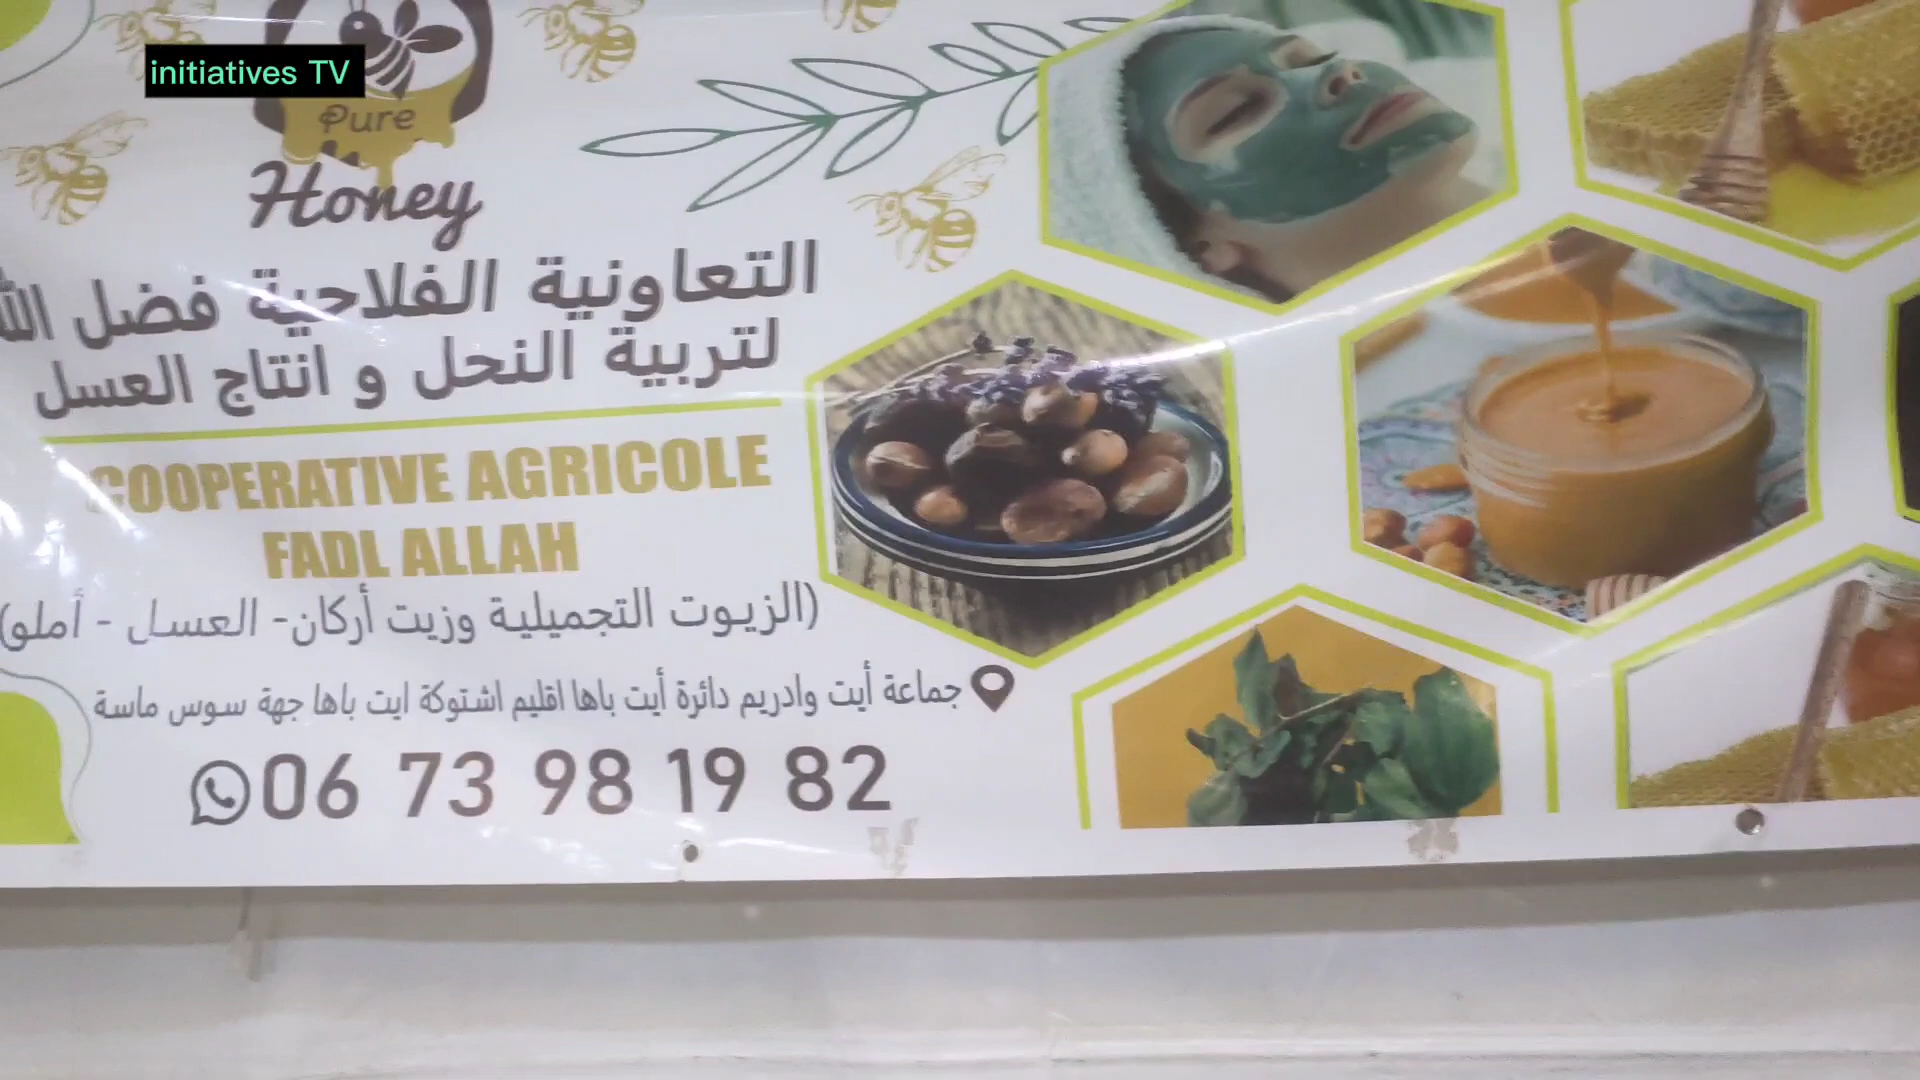 initiatives TV
Pure
Honey
التعاونية الفلاحية فضل الله
لتربية النحل و انتاج العسل
COOPERATIVE AGRICOLE
FADL ALLAH
(الزيوت التجميلية وزيت أركان- العسل - أملو)
جماعة أيت وادريم دائرة أيت باها اقليم اشتوكة ايت باها جهة سوس ماسة
06 73 98 19 82